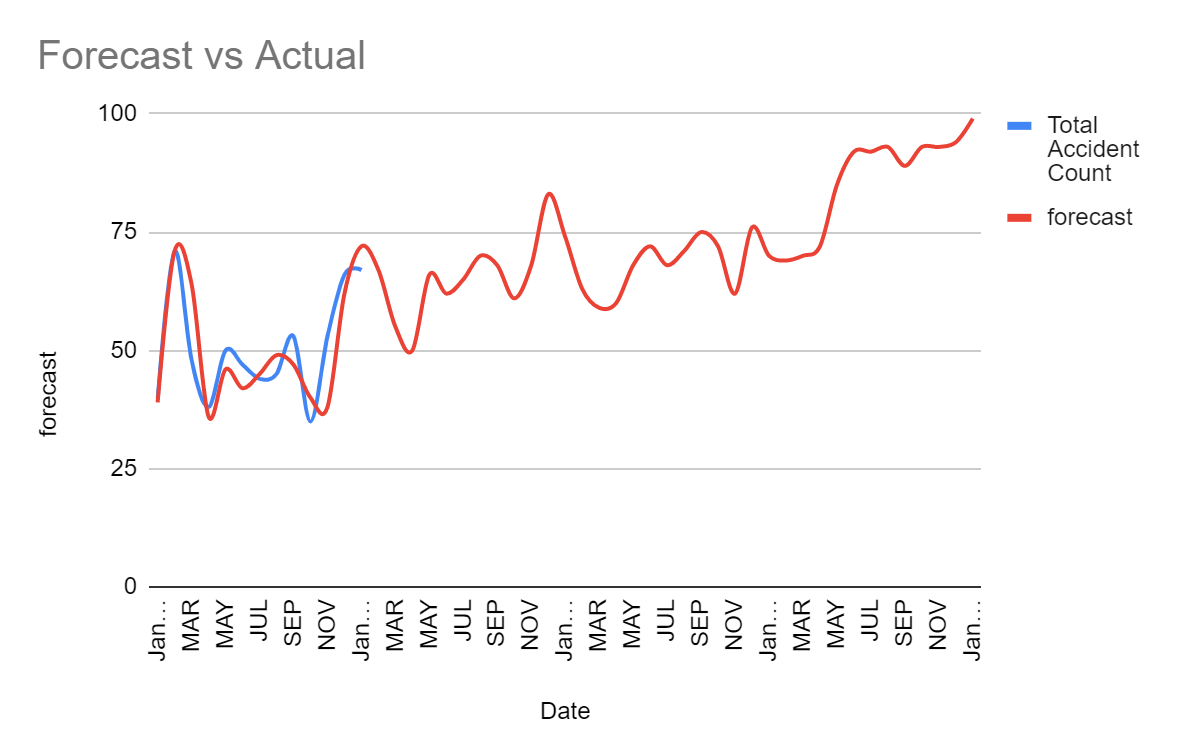 Forecast vs Actual
100
75
50
25
0
forecast
Total
Accident
Count
forecast
Jan…
MAR
MAY
JUL
SEP
NOV
Jan…
MAR
MAY
JUL
SEP
NOV
Jan…
MAR
MAY
JUL
SEP
NOV
Jan…
MAR
MAY
JUL
SEP
NOV
Jan…
Date